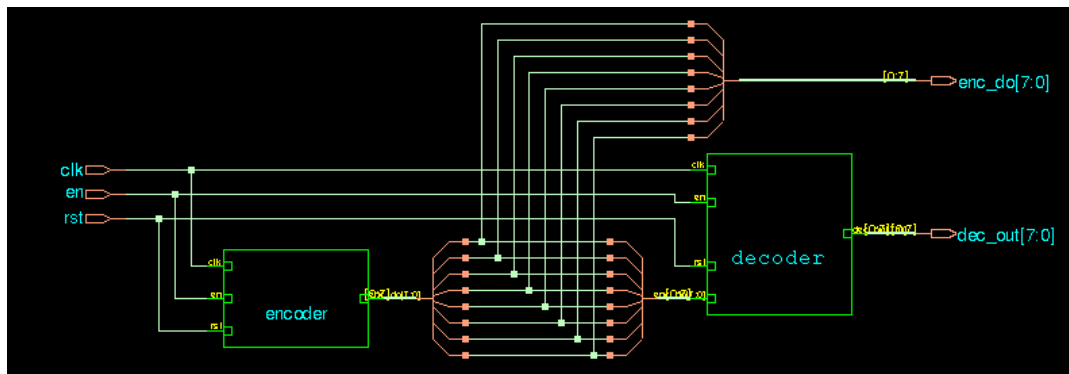 [0:7]
enc_do[7:0]
clk
clk
en
en
rst
dec_out[7:0]
rst
decoder
clk
en
encoder
rst